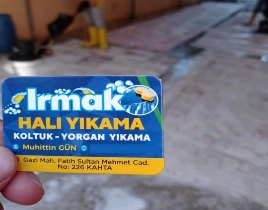 Irmak
HALI YIKAMA
KOLTUK - YORGAN YIKAMA
Muhittin GÜN
Gazi Mah. Fatih Sultan Mehmet Cad.
No: 226 KAHTA